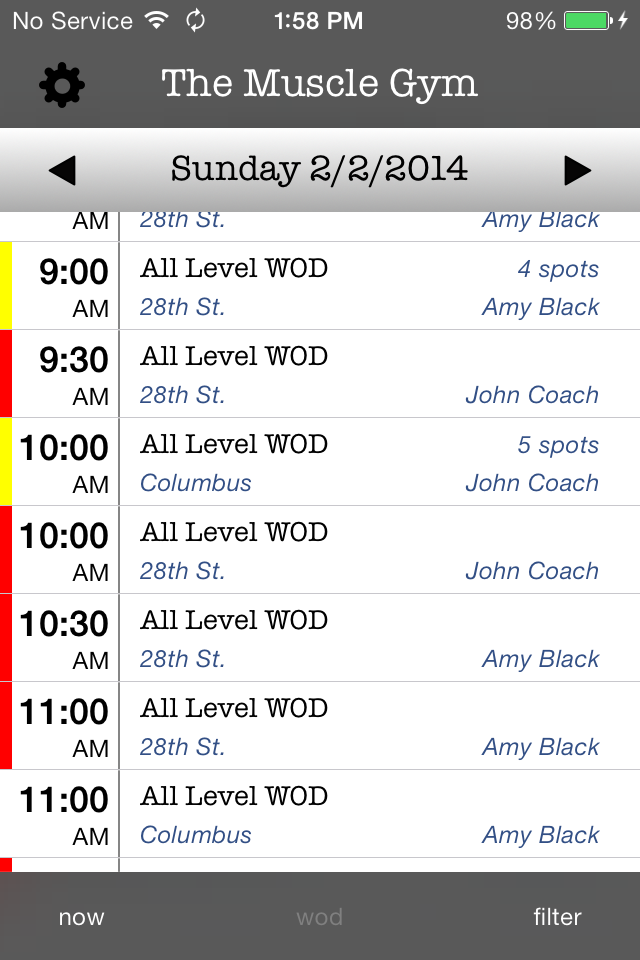 No Service 1:58 PM 98%
The Muscle Gym
Sunday 2/2/2014
AM 28th St. Amy Black
9:00 All Level WOD 4 spots
AM 28th St. Amy Black
9:30 All Level WOD
AM 28th St. John Coach
10:00 All Level WOD 5 spots
AM Columbus John Coach
10:00 All Level WOD
AM 28th St. John Coach
10:30 All Level WOD
AM 28th St. Amy Black
11:00 All Level WOD
AM 28th St. Amy Black
11:00 All Level WOD
AM Columbus Amy Black
now wod filter